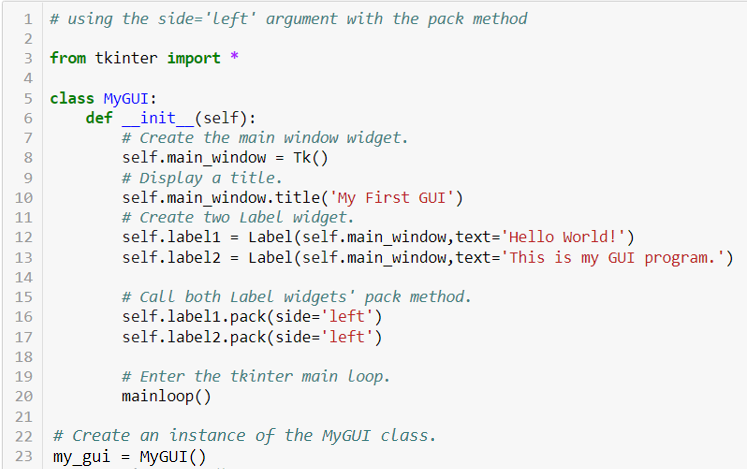 1 # using the side='left' argument with the pack method
2
3 from tkinter import *
4
5 class MyGUI:
6     def __init__(self):
7         # Create the main window widget.
8         self.main_window = Tk()
9         # Display a title.
10         self.main_window.title('My First GUI')
11         # Create two Label widget.
12         self.label1 = Label(self.main_window,text='Hello World!')
13         self.label2 = Label(self.main_window,text='This is my GUI program.')
14
15         # Call both Label widgets' pack method.
16         self.label1.pack(side='left')
17         self.label2.pack(side='left')
18
19         # Enter the tkinter main loop.
20         mainloop()
21
22 # Create an instance of the MyGUI class.
23 my_gui = MyGUI()